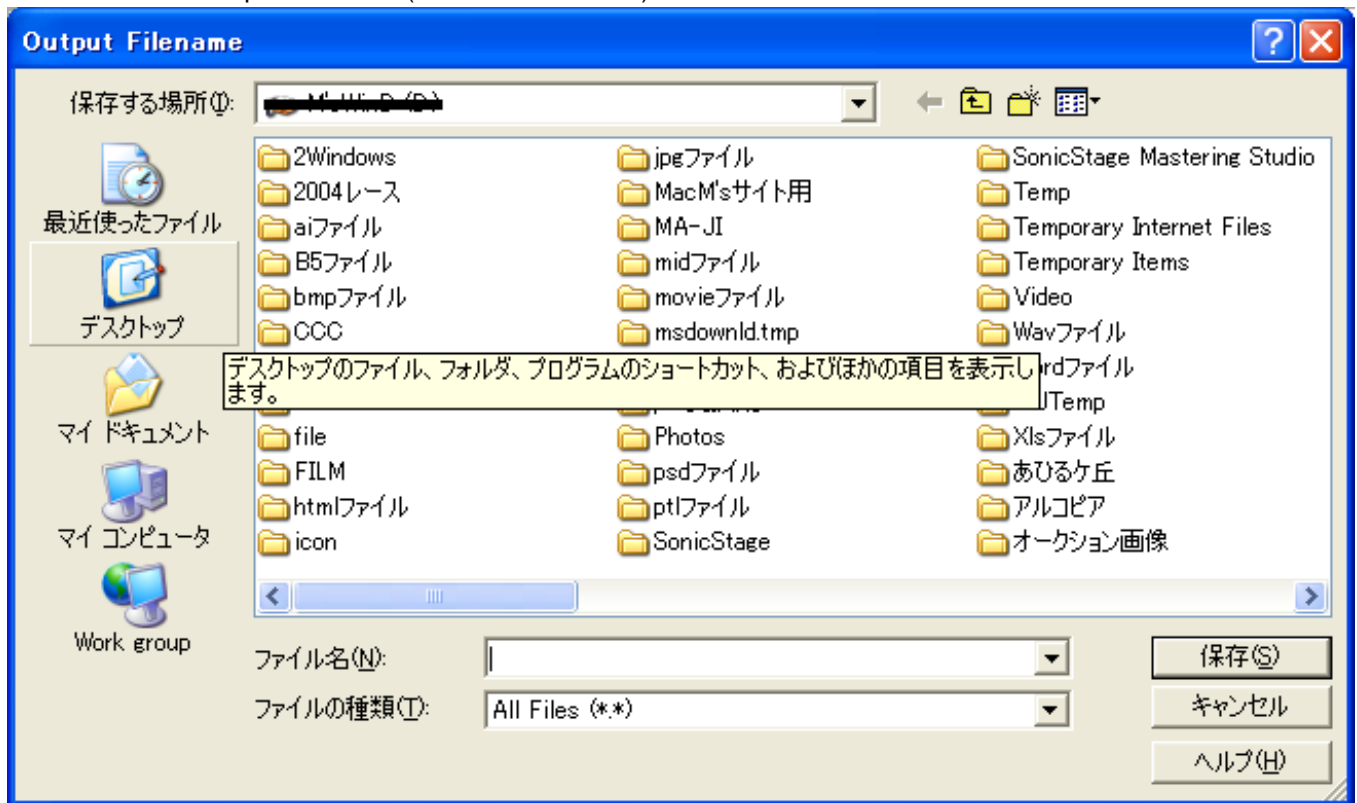 Output Filename
保存する場所(I):
最近使ったファイル
デスクトップ
マイ ドキュメント
マイ コンピュータ
Work group
2Windows
2004レース
aiファイル
B5ファイル
bmpファイル
CCC
file
FILM
htmlファイル
icon
jpgファイル
MacM'sサイト用
MA-JI
midファイル
movieファイル
msdownld.tmp
Photos
psdファイル
ptlファイル
SonicStage
SonicStage Mastering Studio
Temp
Temporary Internet Files
Temporary Items
Video
Wavファイル
rdファイル
Temp
Xlsファイル
あひるケ丘
アルコピア
オークション画像
デスクトップのファイル、フォルダ、プログラムのショートカット、およびほかの項目を表示し
ます。
ファイル名(N):
保存(S)
ファイルの種類(T):
All Files (*.*)
キャンセル
ヘルプ(H)